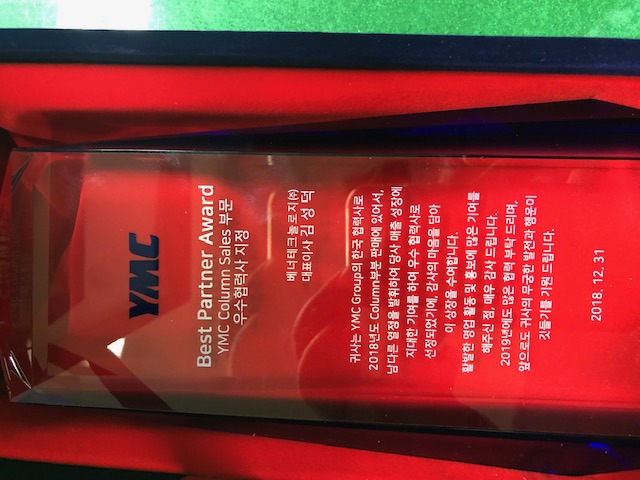 YMC
Best Partner Award
YMC Column Sales 부문
우수협력사 지정
베너테크놀로지㈜
대표이사 김성덕
귀사는 YMC Group의 한국 협력사로
2018년도 Column부분 판매에 있어서,
남다른 열정을 발휘하여 당사 매출 성장에
지대한 기여를 하여 우수 협력사로
선정되었기에, 감사의 마음을 담아
이 상장을 수여합니다.
활발한 영업 활동 및 홍보에 많은 기여를
해주신 점, 매우 감사 드립니다.
2019년에도 많은 협력 부탁 드리며,
앞으로도 귀사의 무궁한 발전과 행운이
깃들기를 기원 드립니다.
2018. 12. 31